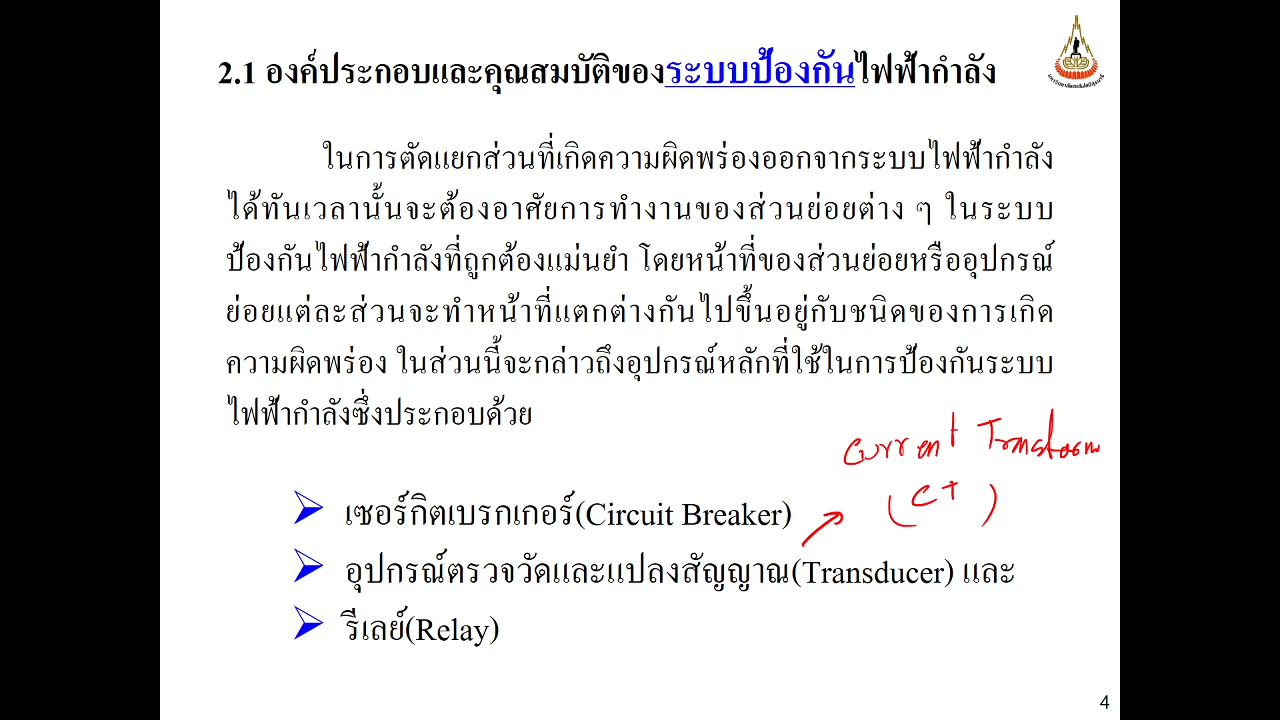 2.1 องค์ประกอบและคุณสมบัติของระบบป้องกันไฟฟ้ากำลัง
ในการตัดแยกส่วนที่เกิดความผิดพร่องออกจากระบบไฟฟ้ากำลัง
ได้ทันเวลานั้นจะต้องอาศัยการทำงานของส่วนย่อยต่าง ๆ ในระบบ
ป้องกันไฟฟ้ากำลังที่ถูกต้องแม่นยำ โดยหน้าที่ของส่วนย่อยหรืออุปกรณ์
ย่อยแต่ละส่วนจะทำหน้าที่แตกต่างกันไปขึ้นอยู่กับชนิดของการเกิด
ความผิดพร่อง ในส่วนนี้จะกล่าวถึงอุปกรณ์หลักที่ใช้ในการป้องกันระบบ
ไฟฟ้ากำลังซึ่งประกอบด้วย
Current Transform
(CT)
เซอร์กิตเบรกเกอร์(Circuit Breaker)
อุปกรณ์ตรวจวัดและแปลงสัญญาณ(Transducer) และ
รีเลย์(Relay)
4